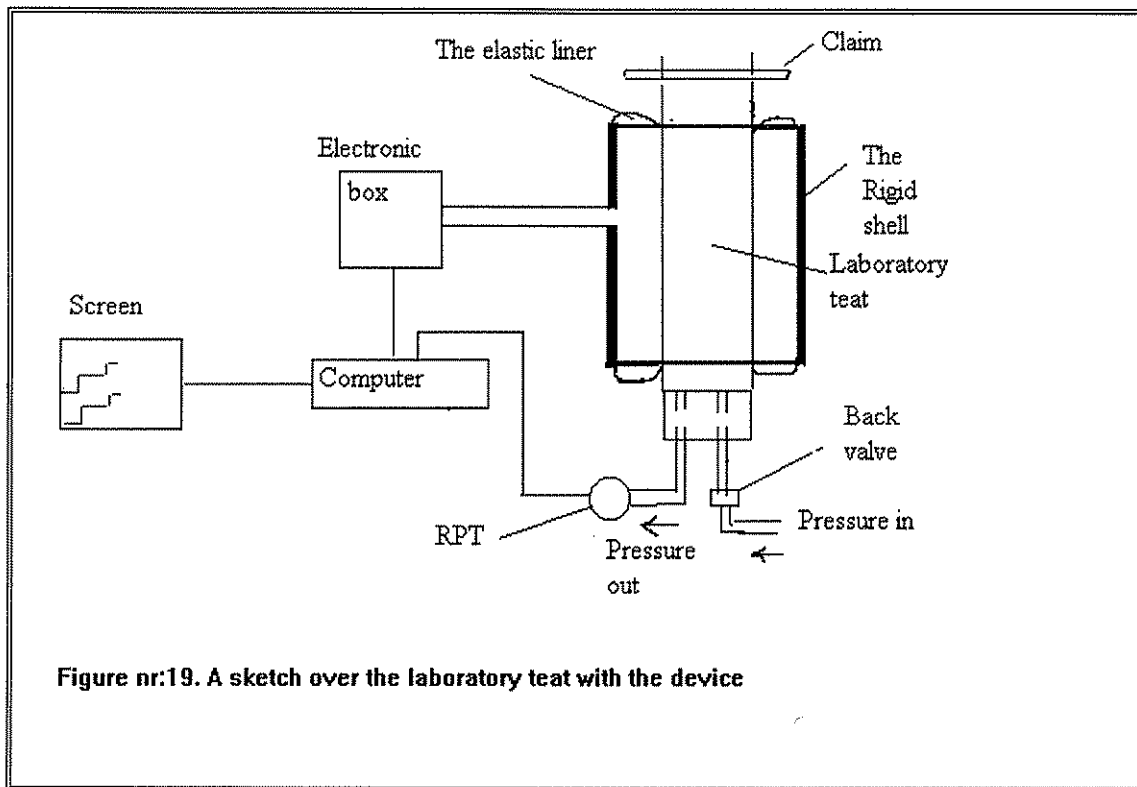 The elastic liner
Claim
Electronic
box
The
Rigid
shell
Laboratory
teat
Screen
Computer
Back
valve
RPT
Pressure in
Pressure
out
Figure nr:19. A sketch over the laboratory teat with the device